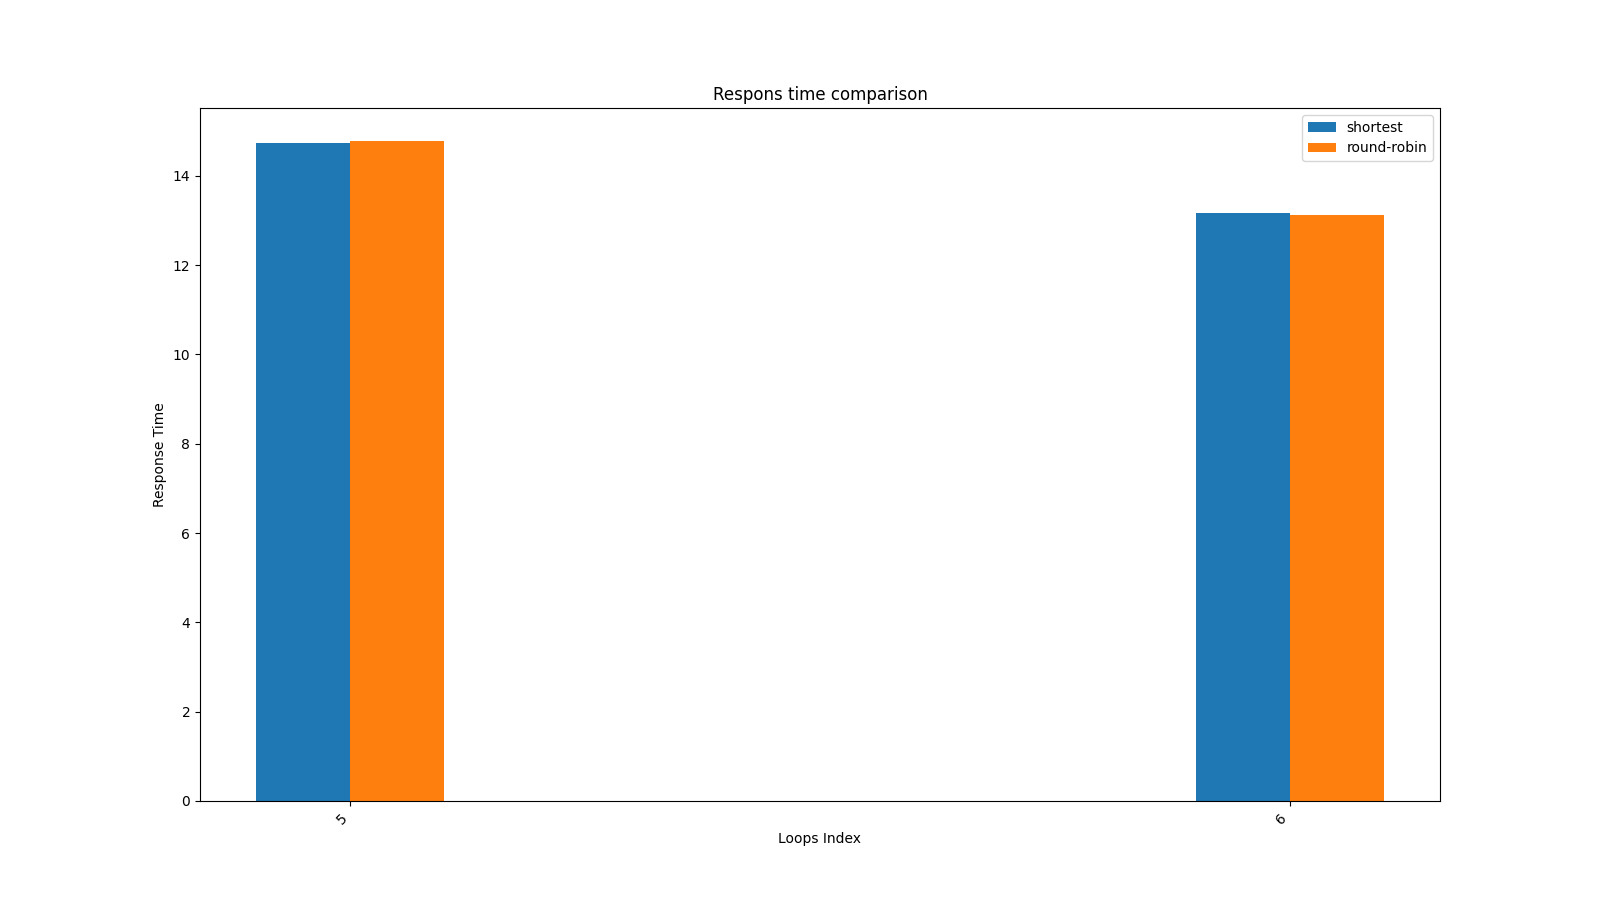 Respons time comparison
shortest
round-robin
14
12
10
8
6
4
2
0
Response Time
5
6
Loops Index